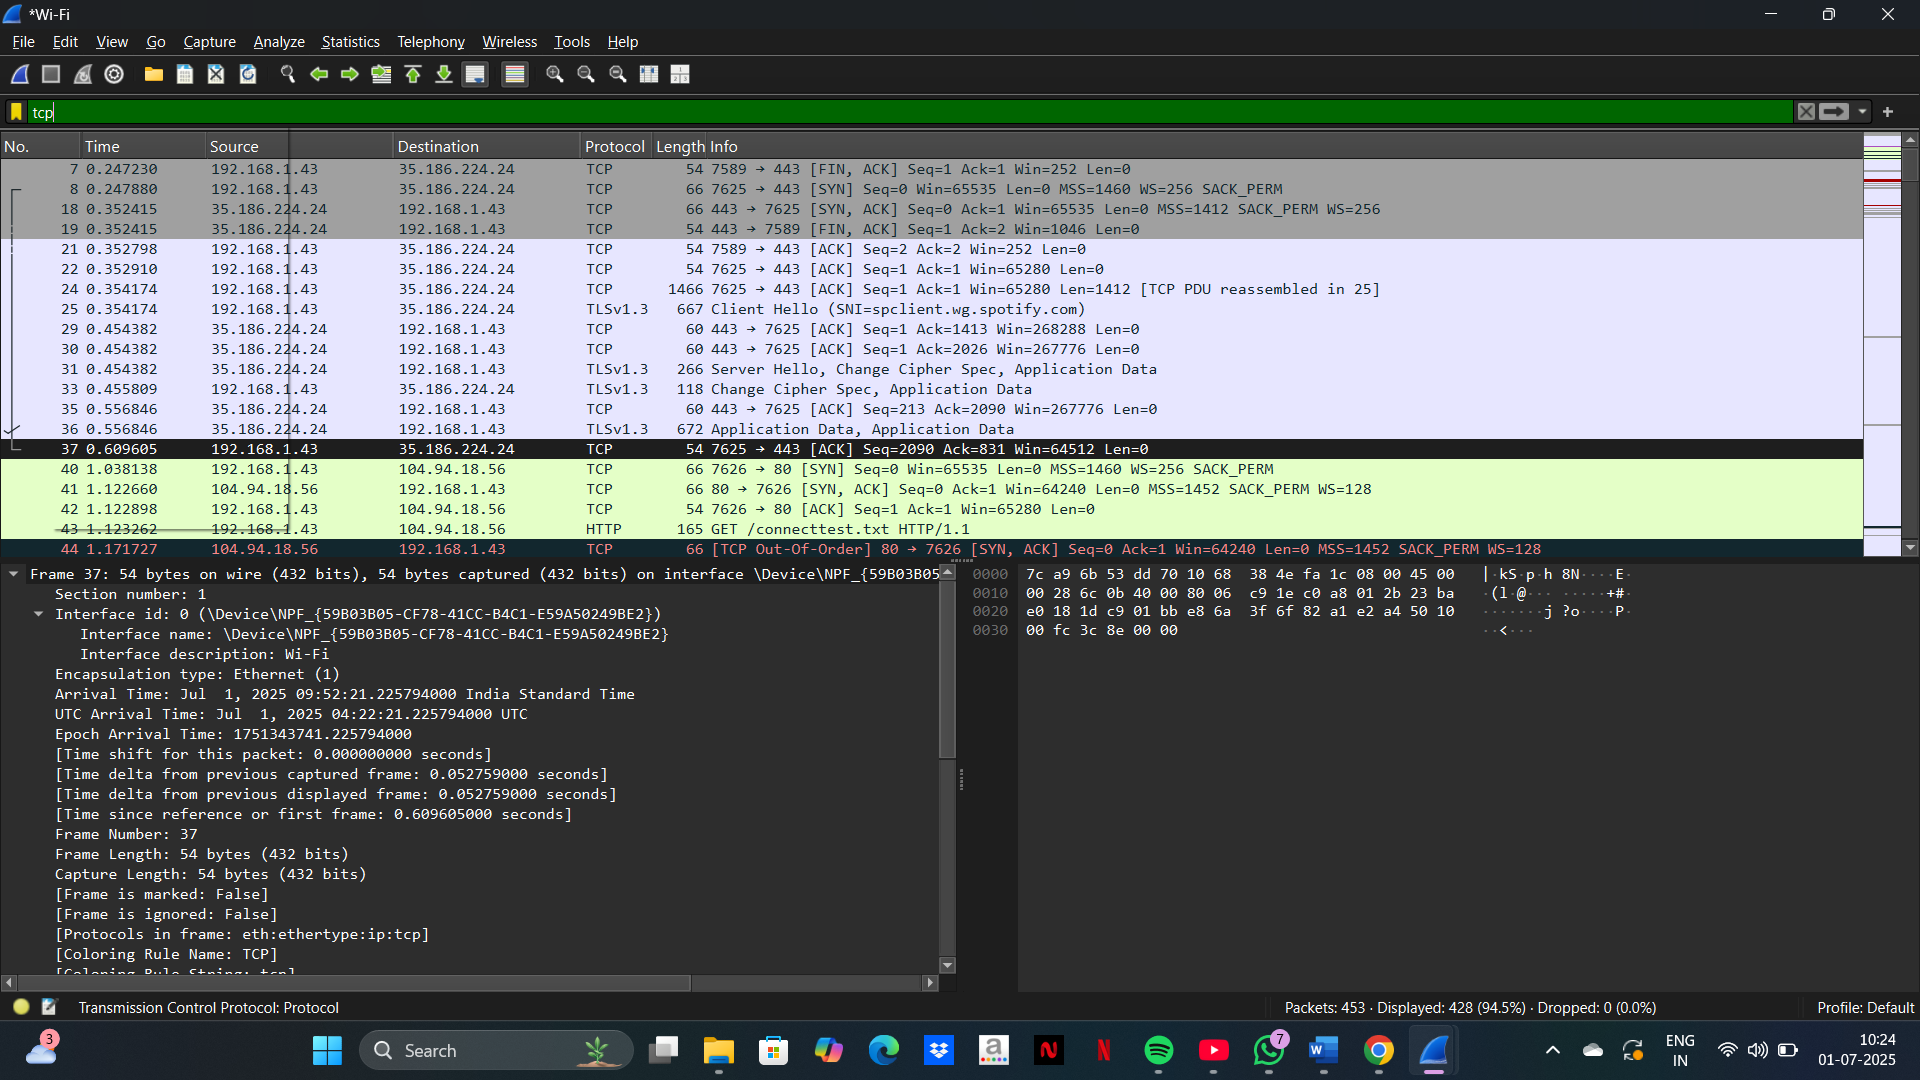 *Wi-Fi
File Edit View Go Capture Analyze Statistics Telephony Wireless Tools Help
tcp
No. Time Source Destination Protocol Length Info
7 0.247230 192.168.1.43 35.186.224.24 TCP 54 7589 → 443 [FIN, ACK] Seq=1 Ack=1 Win=252 Len=0
8 0.247880 192.168.1.43 35.186.224.24 TCP 66 7625 → 443 [SYN] Seq=0 Win=65535 Len=0 MSS=1460 WS=256 SACK_PERM
18 0.352415 35.186.224.24 192.168.1.43 TCP 66 443 → 7625 [SYN, ACK] Seq=0 Ack=1 Win=65535 Len=0 MSS=1412 SACK_PERM WS=256
19 0.352415 35.186.224.24 192.168.1.43 TCP 54 443 → 7589 [FIN, ACK] Seq=1 Ack=2 Win=1046 Len=0
21 0.352798 192.168.1.43 35.186.224.24 TCP 54 7589 → 443 [ACK] Seq=2 Ack=2 Win=252 Len=0
22 0.352910 192.168.1.43 35.186.224.24 TCP 54 7625 → 443 [ACK] Seq=1 Ack=1 Win=65280 Len=0
24 0.354174 192.168.1.43 35.186.224.24 TCP 1466 7625 → 443 [ACK] Seq=1 Ack=1 Win=65280 Len=1412 [TCP PDU reassembled in 25]
25 0.354174 192.168.1.43 35.186.224.24 TLSv1.3 667 Client Hello (SNI=spclient.wg.spotify.com)
29 0.454382 35.186.224.24 192.168.1.43 TCP 60 443 → 7625 [ACK] Seq=1 Ack=1413 Win=268288 Len=0
30 0.454382 35.186.224.24 192.168.1.43 TCP 60 443 → 7625 [ACK] Seq=1 Ack=2026 Win=267776 Len=0
31 0.454382 35.186.224.24 192.168.1.43 TLSv1.3 266 Server Hello, Change Cipher Spec, Application Data
33 0.455809 192.168.1.43 35.186.224.24 TLSv1.3 118 Change Cipher Spec, Application Data
35 0.556846 35.186.224.24 192.168.1.43 TCP 60 443 → 7625 [ACK] Seq=213 Ack=2090 Win=267776 Len=0
36 0.556846 35.186.224.24 192.168.1.43 TLSv1.3 672 Application Data, Application Data
37 0.609605 192.168.1.43 35.186.224.24 TCP 54 7625 → 443 [ACK] Seq=2090 Ack=831 Win=64512 Len=0
40 1.038138 192.168.1.43 104.94.18.56 TCP 66 7626 → 80 [SYN] Seq=0 Win=65535 Len=0 MSS=1460 WS=256 SACK_PERM
41 1.122660 104.94.18.56 192.168.1.43 TCP 66 80 → 7626 [SYN, ACK] Seq=0 Ack=1 Win=64240 Len=0 MSS=1452 SACK_PERM WS=128
42 1.122898 192.168.1.43 104.94.18.56 TCP 54 7626 → 80 [ACK] Seq=1 Ack=1 Win=65280 Len=0
43 1.123262 192.168.1.43 104.94.18.56 HTTP 165 GET /connecttest.txt HTTP/1.1
44 1.171727 104.94.18.56 192.168.1.43 TCP 66 [TCP Out-Of-Order] 80 → 7626 [SYN, ACK] Seq=0 Ack=1 Win=64240 Len=0 MSS=1452 SACK_PERM WS=128
Frame 37: 54 bytes on wire (432 bits), 54 bytes captured (432 bits) on interface \Device\NPF_{59B03B05
Section number: 1
Interface id: 0 (\Device\NPF_{59B03B05-CF78-41CC-B4C1-E59A50249BE2})
Interface name: \Device\NPF_{59B03B05-CF78-41CC-B4C1-E59A50249BE2}
Interface description: Wi-Fi
Encapsulation type: Ethernet (1)
Arrival Time: Jul  1, 2025 09:52:21.225794000 India Standard Time
UTC Arrival Time: Jul  1, 2025 04:22:21.225794000 UTC
Epoch Arrival Time: 1751343741.225794000
[Time shift for this packet: 0.000000000 seconds]
[Time delta from previous captured frame: 0.052759000 seconds]
[Time delta from previous displayed frame: 0.052759000 seconds]
[Time since reference or first frame: 0.609605000 seconds]
Frame Number: 37
Frame Length: 54 bytes (432 bits)
Capture Length: 54 bytes (432 bits)
[Frame is marked: False]
[Frame is ignored: False]
[Protocols in frame: eth:ethertype:ip:tcp]
[Coloring Rule Name: TCP]
[Coloring Rule String: tcp]
0000 7c a9 6b 53 dd 70 10 68 38 4e fa 1c 08 00 45 00 |·kS·p·h 8N····E·
0010 00 28 6c 0b 40 00 80 06 c9 1e c0 a8 01 2b 23 ba ·(l·@··· ·····+#·
0020 e0 18 1d c9 01 bb e8 6a 3f 6f 82 a1 e2 a4 50 10 ·······j ?o····P·
0030 00 fc 3c 8e 00 00 ··<···
Transmission Control Protocol: Protocol
Packets: 453 · Displayed: 428 (94.5%) · Dropped: 0 (0.0%)
Profile: Default
3
Search
a
N
N
7
W
ENG
IN
10:24
01-07-2025